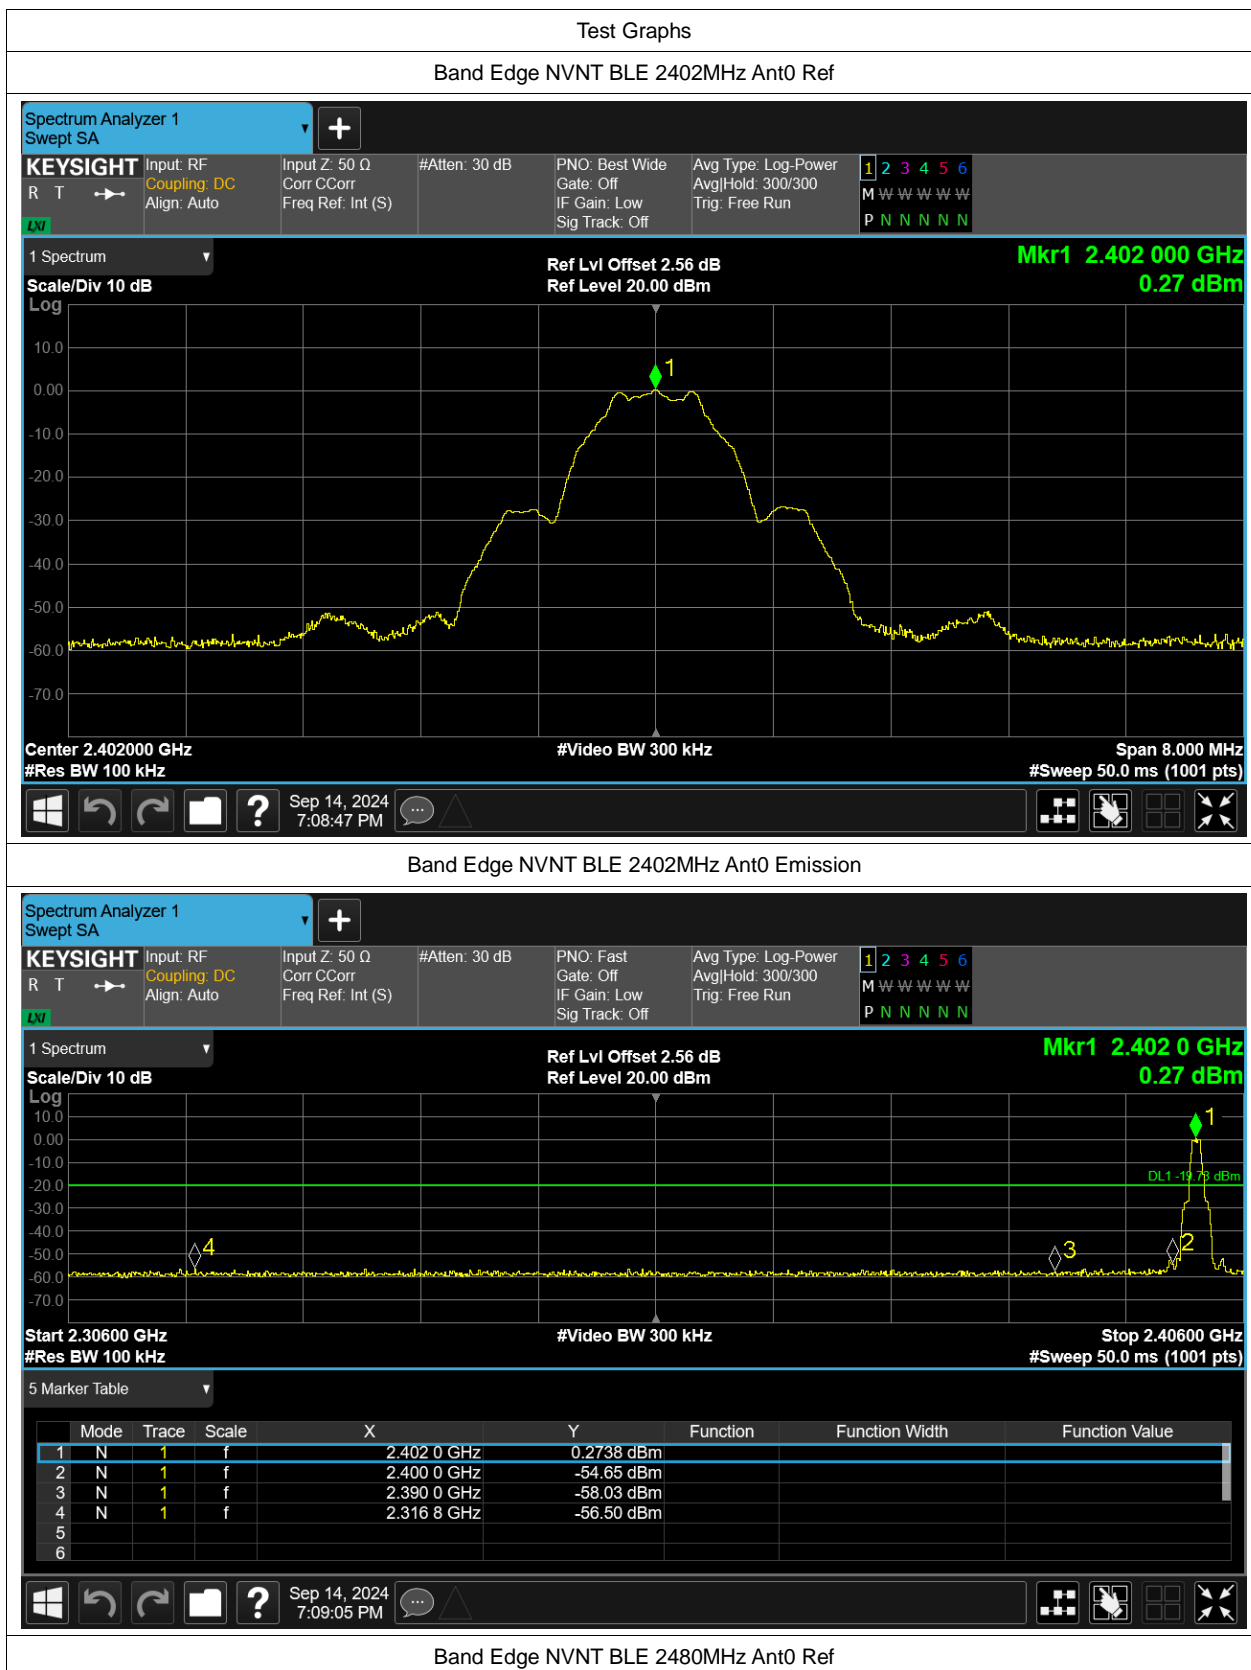 Test Graphs
Band Edge NVNT BLE 2402MHz Ant0 Ref
Spectrum Analyzer 1
Swept SA
KEYSIGHT Input: RF Input Z: 50 Ω #Atten: 30 dB PNO: Best Wide Avg Type: Log-Power 1 2 3 4 5 6
R T Coupling: DC Corr CCorr Gate: Off Avg|Hold: 300/300 M W W W W W
Align: Auto Freq Ref: Int (S) IF Gain: Low Trig: Free Run
LXI Sig Track: Off P N N N N N
1 Spectrum
Ref Lvl Offset 2.56 dB Mkr1 2.402 000 GHz
Scale/Div 10 dB Ref Level 20.00 dBm 0.27 dBm
Log
10.0
1
0.00
-10.0
-20.0
-30.0
-40.0
-50.0
-60.0
-70.0
Center 2.402000 GHz #Video BW 300 kHz Span 8.000 MHz
#Res BW 100 kHz #Sweep 50.0 ms (1001 pts)
Sep 14, 2024
7:08:47 PM
Band Edge NVNT BLE 2402MHz Ant0 Emission
Spectrum Analyzer 1
Swept SA
KEYSIGHT Input: RF Input Z: 50 Ω #Atten: 30 dB PNO: Fast Avg Type: Log-Power 1 2 3 4 5 6
R T Coupling: DC Corr CCorr Gate: Off Avg|Hold: 300/300 M W W W W W
Align: Auto Freq Ref: Int (S) IF Gain: Low Trig: Free Run
LXI Sig Track: Off P N N N N N
1 Spectrum
Ref Lvl Offset 2.56 dB Mkr1 2.402 0 GHz
Scale/Div 10 dB Ref Level 20.00 dBm 0.27 dBm
Log
10.0 1
0.00
-10.0
DL1 -19.73 dBm
-20.0
-30.0
-40.0
-50.0 4 3 2
-60.0
-70.0
Start 2.30600 GHz #Video BW 300 kHz Stop 2.40600 GHz
#Res BW 100 kHz #Sweep 50.0 ms (1001 pts)
5 Marker Table
Mode Trace Scale X Y Function Function Width Function Value
1 N 1 f 2.402 0 GHz 0.2738 dBm
2 N 1 f 2.400 0 GHz -54.65 dBm
3 N 1 f 2.390 0 GHz -58.03 dBm
4 N 1 f 2.316 8 GHz -56.50 dBm
5
6
Sep 14, 2024
7:09:05 PM
Band Edge NVNT BLE 2480MHz Ant0 Ref